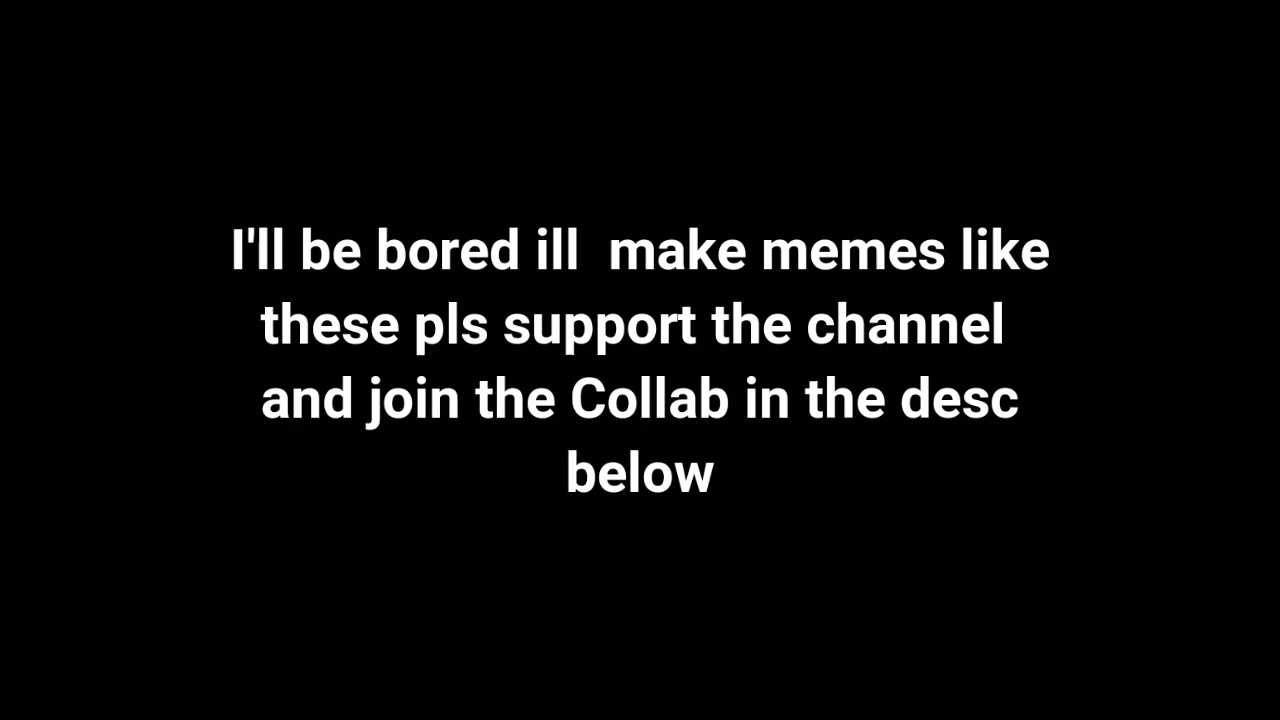 I'll be bored ill  make memes like
these pls support the channel
and join the Collab in the desc
below